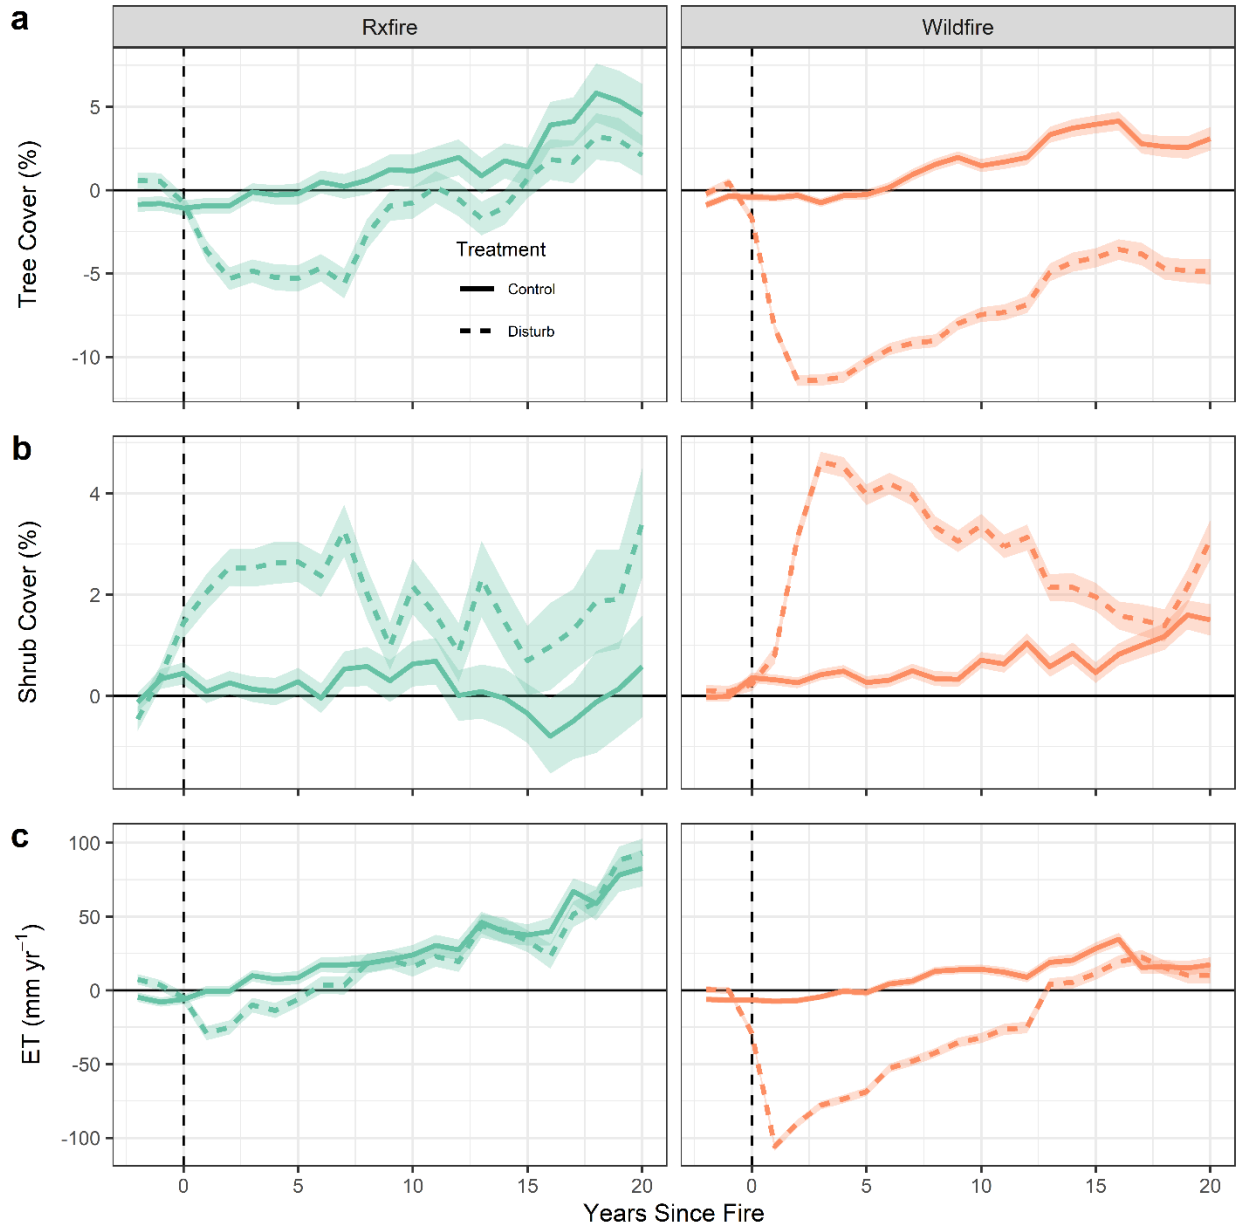 a
Rxfire
Wildfire
Tree Cover (%)
5
0
-5
-10
Treatment
Control
Disturb
b
Shrub Cover (%)
4
2
0
c
ET (mm yr⁻¹)
100
50
0
-50
-100
0 5 10 15 20
0 5 10 15 20
Years Since Fire